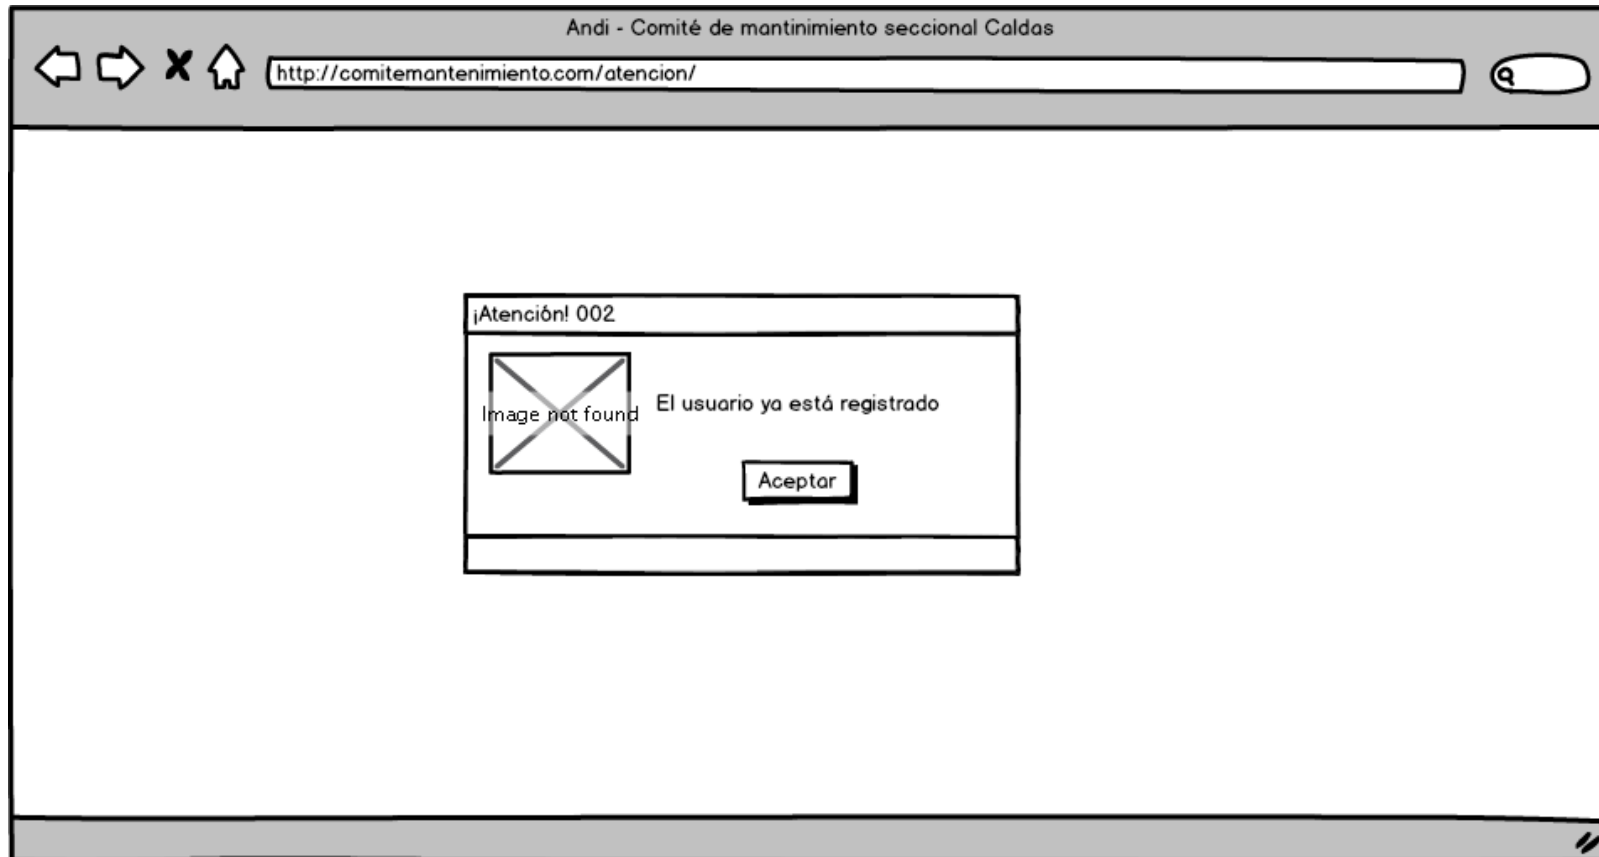 Andi - Comité de mantinimiento seccional Caldas
http://comitemantenimiento.com/atencion/
¡Atención! 002
Image not found
El usuario ya está registrado
Aceptar